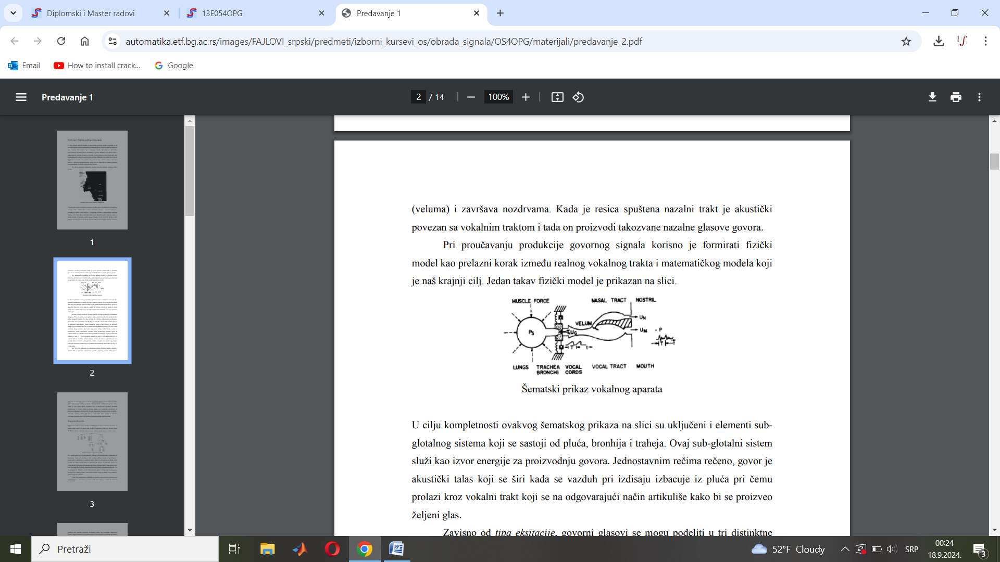 Diplomski i Master radovi
13E054OPG
Predavanje 1
automatika.etf.bg.ac.rs/images/FAJLOVI_srpski/predmeti/izborni_kursevi_os/obrada_signala/OS4OPG/materijali/predavanje_2.pdf
Email
How to install crack...
Google
Predavanje 1
2 / 14
100%
1
2
3
(veluma) i završava nozdrvama. Kada je resica spuštena nazalni trakt je akustički
povezan sa vokalnim traktom i tada on proizvodi takozvane nazalne glasove govora.
Pri proučavanju produkcije govornog signala korisno je formirati fizički
model kao prelazni korak između realnog vokalnog trakta i matematičkog modela koji
je naš krajnji cilj. Jedan takav fizički model je prikazan na slici.
MUSCLE FORCE
NASAL TRACT
NOSTRIL
UN
VELUM
PS
UG
UM
P
T
T
LUNGS
TRACHEA
BRONCHI
VOCAL
CORDS
VOCAL TRACT
MOUTH
Šematski prikaz vokalnog aparata
U cilju kompletnosti ovakvog šematskog prikaza na slici su uključeni i elementi sub-
glotalnog sistema koji se sastoji od pluća, bronhija i traheja. Ovaj sub-glotalni sistem
služi kao izvor energije za proizvodnju govora. Jednostavnim rečima rečeno, govor je
akustički talas koji se širi kada se vazduh pri izdisaju izbacuje iz pluća pri čemu
prolazi kroz vokalni trakt koji se na odgovarajući način artikuliše kako bi se proizveo
željeni glas.
Zavisno od tipa eksitacije, govorni glasovi se mogu podeliti u tri distinktne
Pretraži
52°F Cloudy
SRP
00:24
18.9.2024.
3